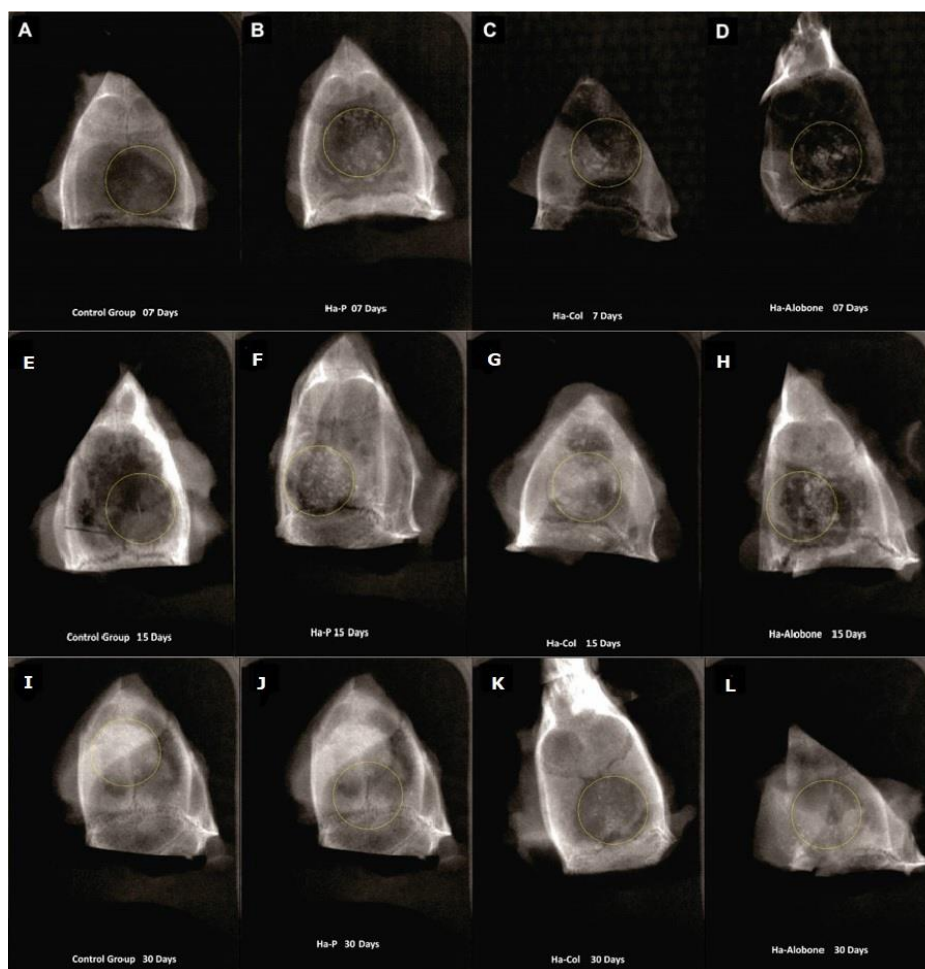 A
B
C
D
Control Group 07 Days
Ha-P 07 Days
Ha-Col 7 Days
Ha-Alobone 07 Days
E
F
G
H
Control Group 15 Days
Ha-P 15 Days
Ha-Col 15 Days
Ha-Alobone 15 Days
I
J
K
L
Control Group 30 Days
Ha-P 30 Days
Ha-Col 30 Days
Ha-Alobone 30 Days